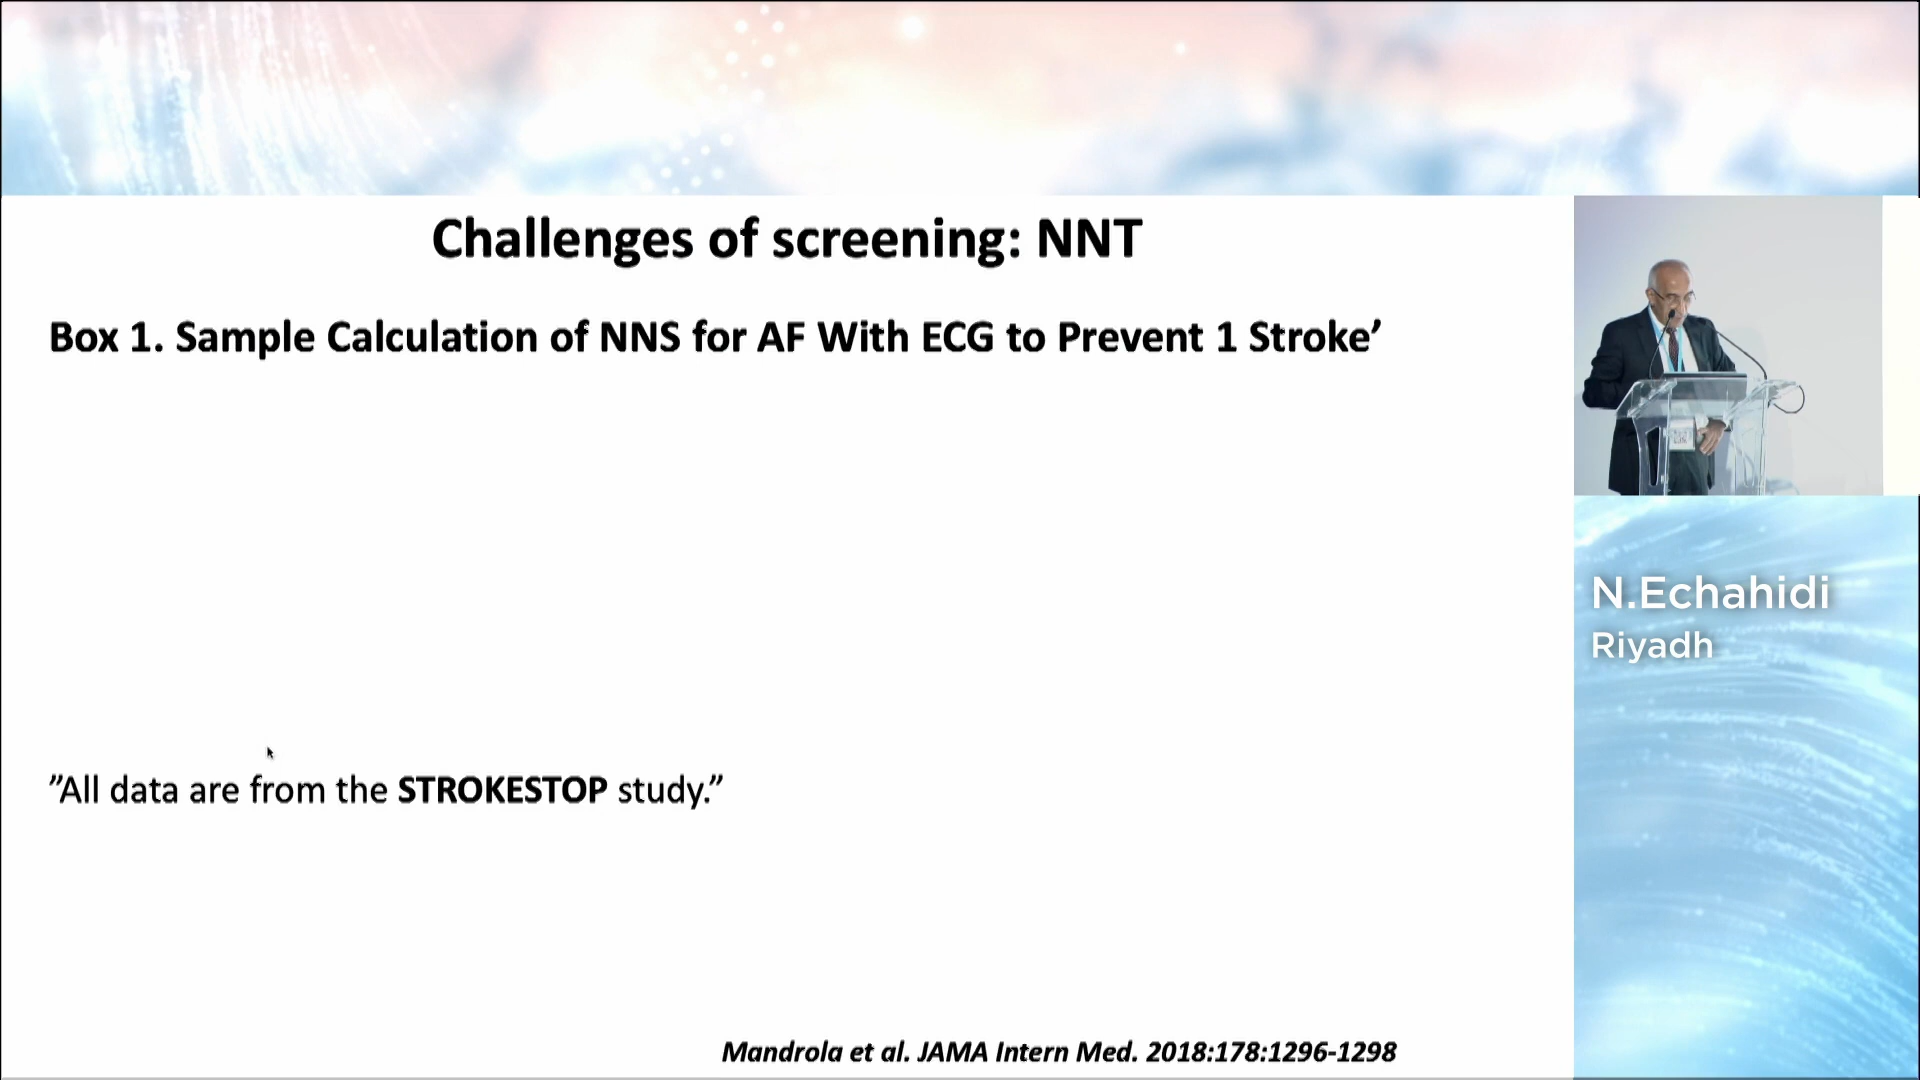 Challenges of screening: NNT
Box 1. Sample Calculation of NNS for AF With ECG to Prevent 1 Stroke’
”All data are from the STROKESTOP study.”
Mandrola et al. JAMA Intern Med. 2018:178:1296-1298
N.Echahidi
Riyadh